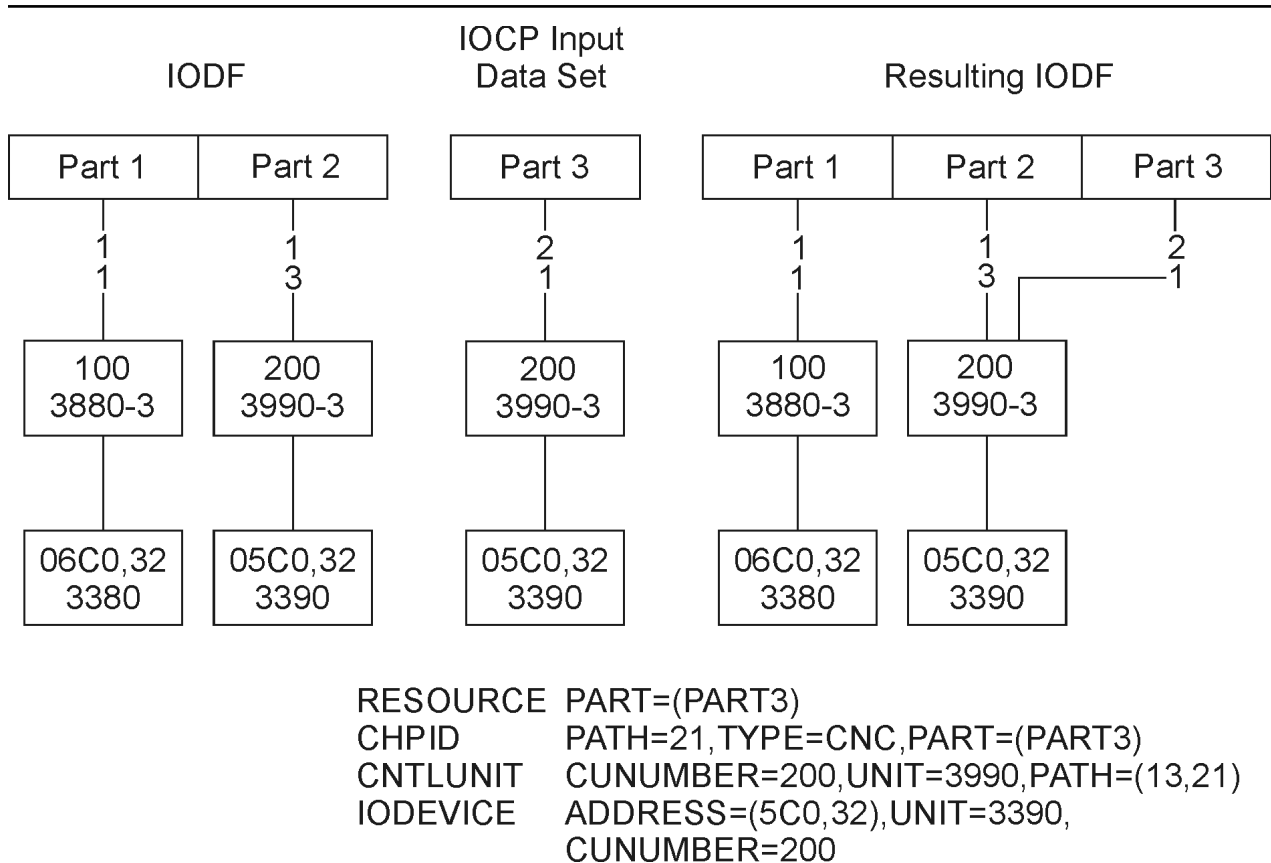 IODF
IOCP Input
Data Set
Resulting IODF
Part 1 Part 2 Part 3 Part 1 Part 2 Part 3
1 1 2 1 1 2
1 3 1 1 3 1
100 200 200 100 200
3880-3 3990-3 3990-3 3880-3 3990-3
06C0,32 05C0,32 05C0,32 06C0,32 05C0,32
3380 3390 3390 3380 3390
RESOURCE PART=(PART3)
CHPID PATH=21,TYPE=CNC,PART=(PART3)
CNTLUNIT CUNUMBER=200,UNIT=3990,PATH=(13,21)
IODEVICE ADDRESS=(5C0,32),UNIT=3390,
CUNUMBER=200